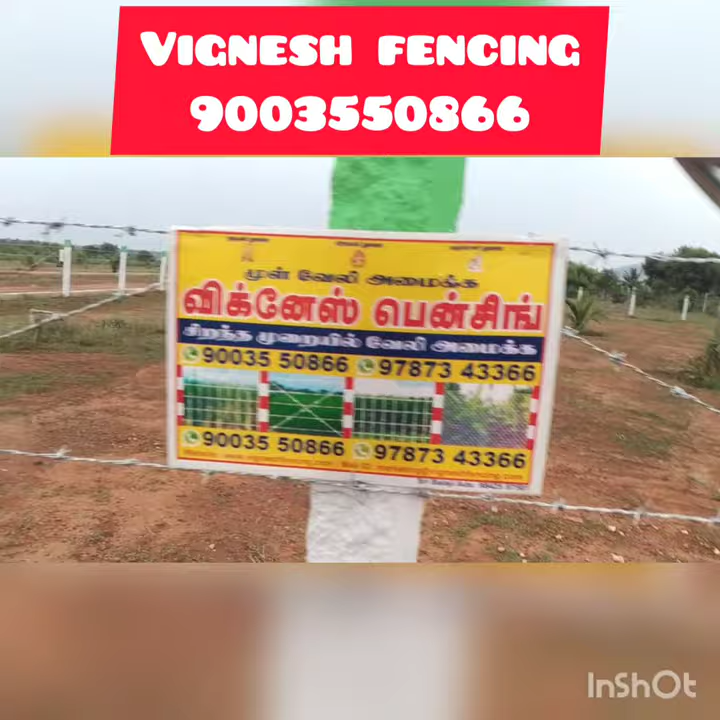 VIGNESH FENCING
9003550866
முள் வேலி அமைக்க
விக்னேஸ் பென்சிங்
சிறந்த முறையில் வேலி அமைக்க
90035 50866 97873 43366
90035 50866 97873 43366
InShOt